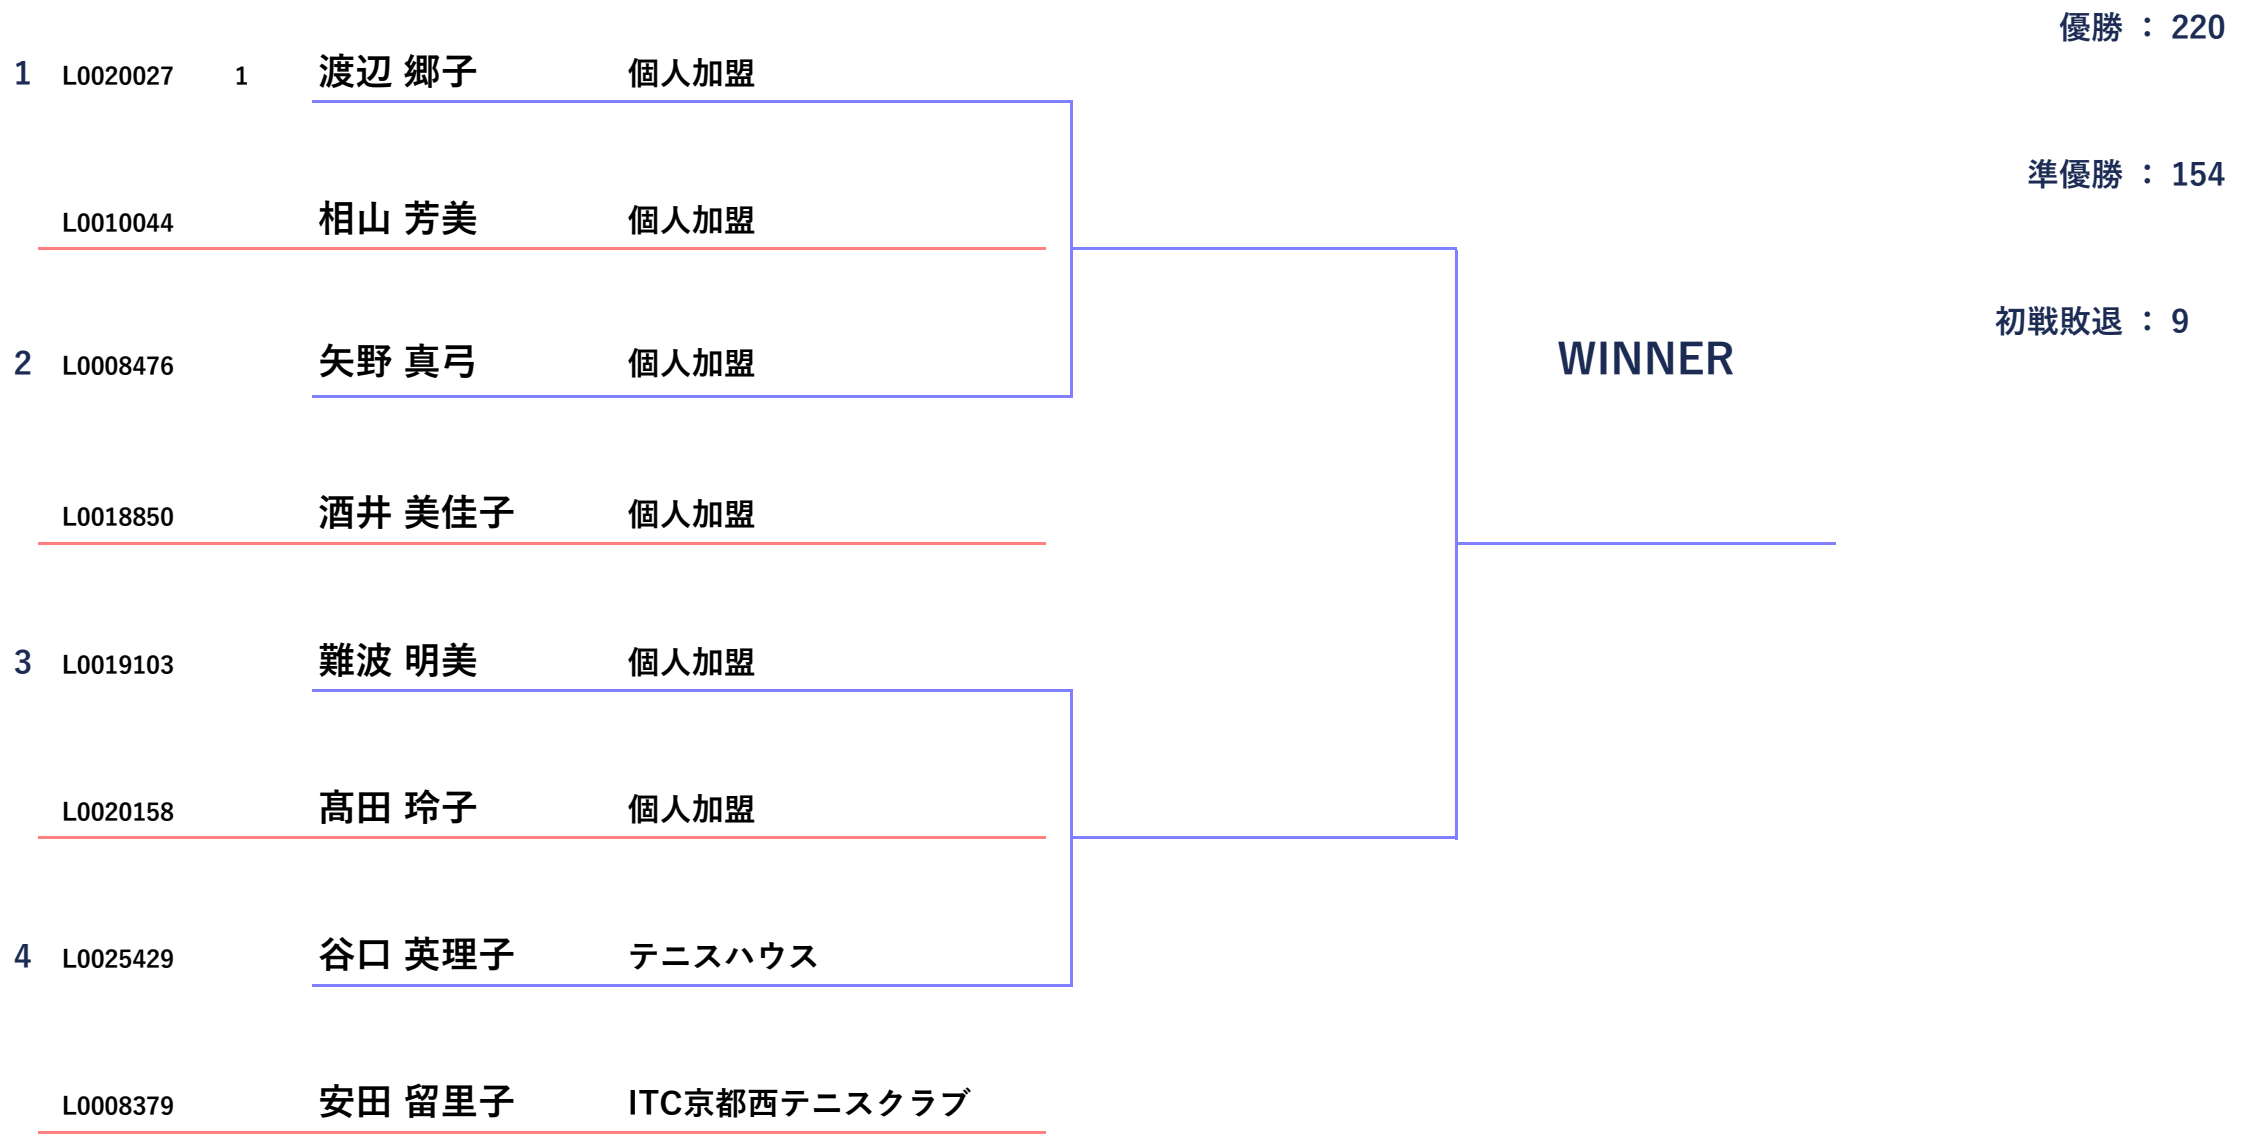 優勝 ： 220
1 L0020027 1 渡辺 郷子 個人加盟
準優勝 ： 154
L0010044 相山 芳美 個人加盟
初戦敗退 ： 9
2 L0008476 矢野 真弓 個人加盟
WINNER
L0018850 酒井 美佳子 個人加盟
3 L0019103 難波 明美 個人加盟
L0020158 髙田 玲子 個人加盟
4 L0025429 谷口 英理子 テニスハウス
L0008379 安田 留里子 ITC京都西テニスクラブ